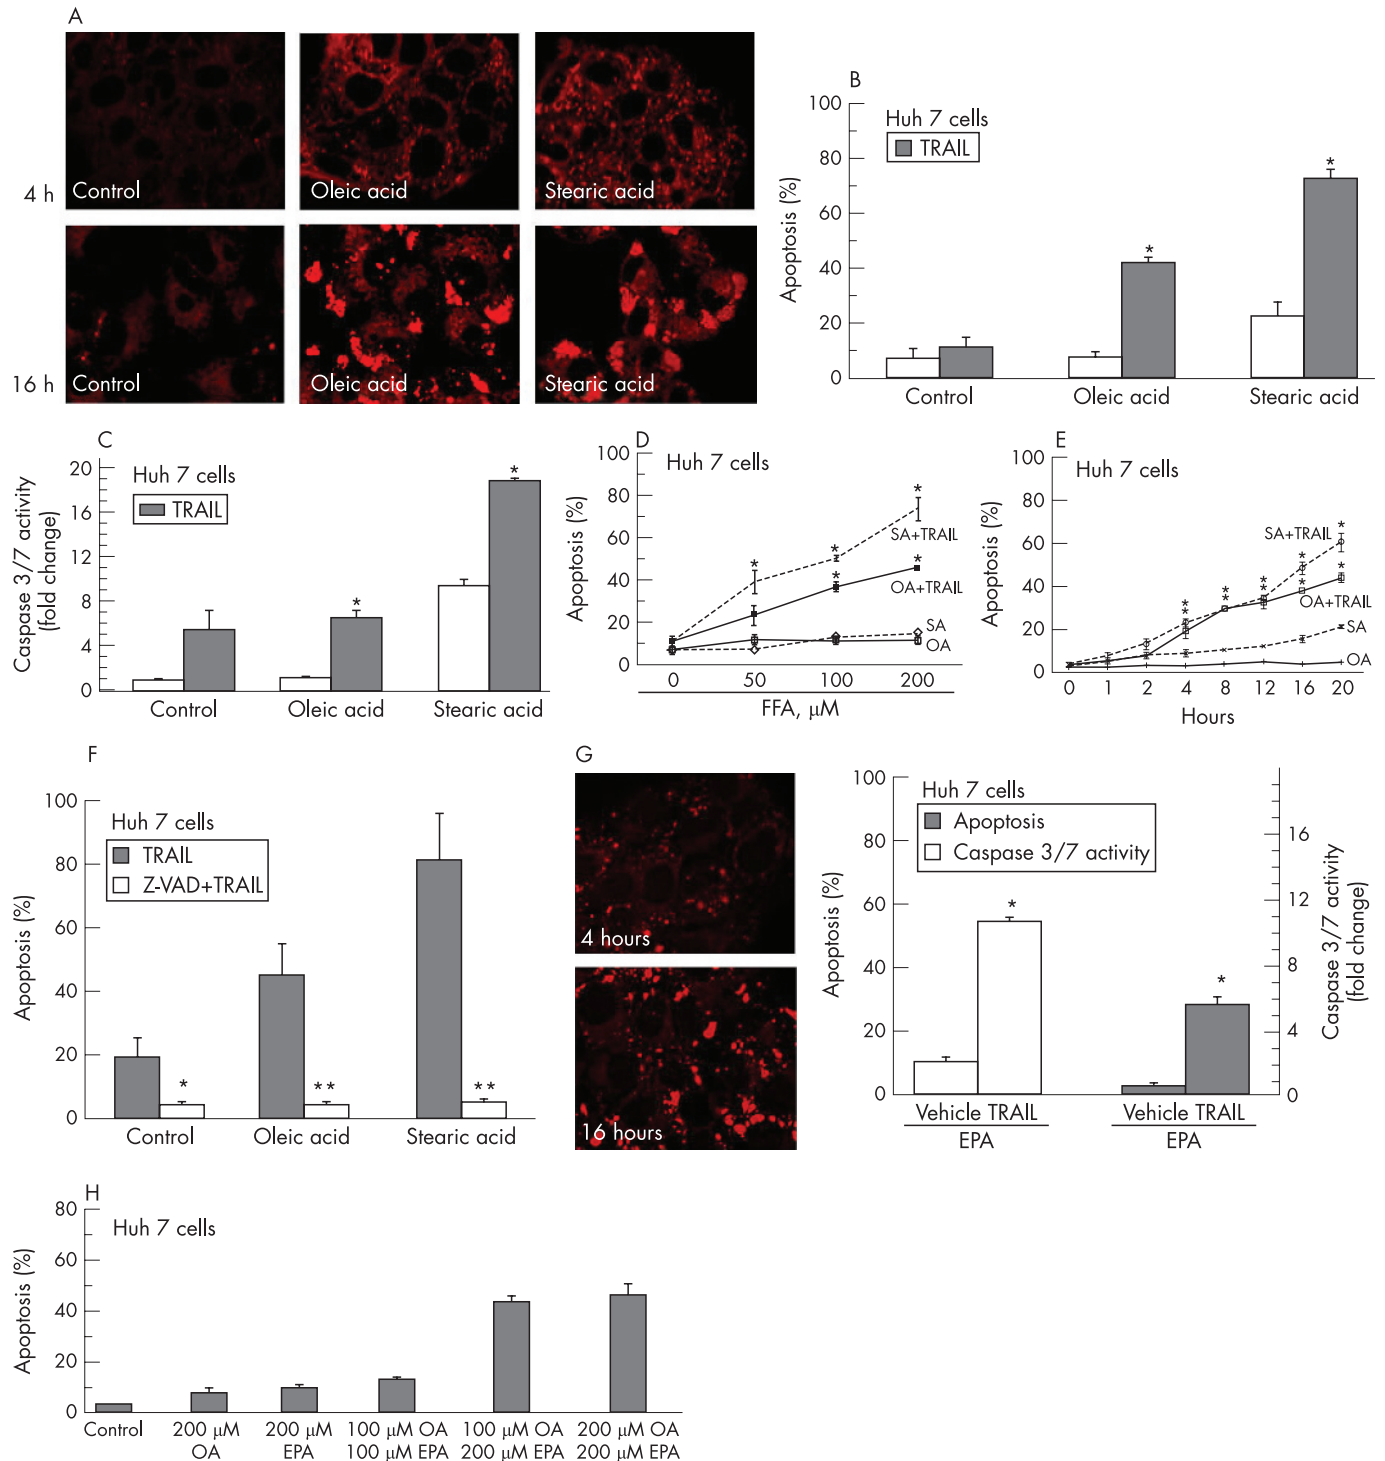 A
4 h
Control
Oleic acid
Stearic acid
16 h
Control
Oleic acid
Stearic acid
B
100
80
60
40
20
0
Apoptosis (%)
Huh 7 cells
TRAIL
*
*
Control
Oleic acid
Stearic acid
C
20
16
12
8
4
0
Caspase 3/7 activity
(fold change)
Huh 7 cells
TRAIL
*
*
Control
Oleic acid
Stearic acid
D
100
80
60
40
20
0
Apoptosis (%)
Huh 7 cells
*
*
*
*
*
SA+TRAIL
OA+TRAIL
SA
OA
0
50
100
200
FFA, μM
E
100
80
60
40
20
0
Apoptosis (%)
Huh 7 cells
SA+TRAIL
*
*
*
*
*
*
*
*
*
*
OA+TRAIL
SA
OA
0
1
2
4
8
12
16
20
Hours
F
100
80
60
40
20
0
Apoptosis (%)
Huh 7 cells
TRAIL
Z-VAD+TRAIL
*
**
**
Control
Oleic acid
Stearic acid
G
4 hours
16 hours
100
80
60
40
20
0
Apoptosis (%)
Huh 7 cells
Apoptosis
Caspase 3/7 activity
*
*
16
12
8
4
0
Caspase 3/7 activity
(fold change)
Vehicle TRAIL
EPA
Vehicle TRAIL
EPA
H
80
60
40
20
0
Apoptosis (%)
Huh 7 cells
Control
200 μM
OA
200 μM
EPA
100 μM OA
100 μM EPA
100 μM OA
200 μM EPA
200 μM OA
200 μM EPA